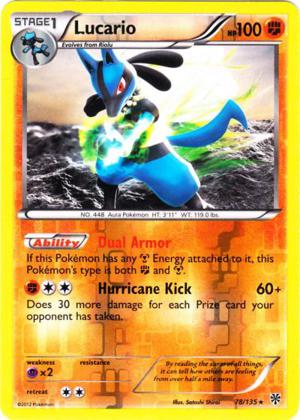 STAGE1 Lucario HP100
Evolves from Riolu
NO. 448 Aura Pokémon HT: 3'11" WT: 119.0 lbs.
Ability Dual Armor
If this Pokémon has any Energy attached to it, this
Pokémon's type is both and .
Hurricane Kick 60+
Does 30 more damage for each Prize card your
opponent has taken.
weakness resistance
×2
retreat
By reading the auras of all things,
it can tell how others are feeling
from over half a mile away.
©2012 Pokémon
Illus. Satoshi Shirai
78/135